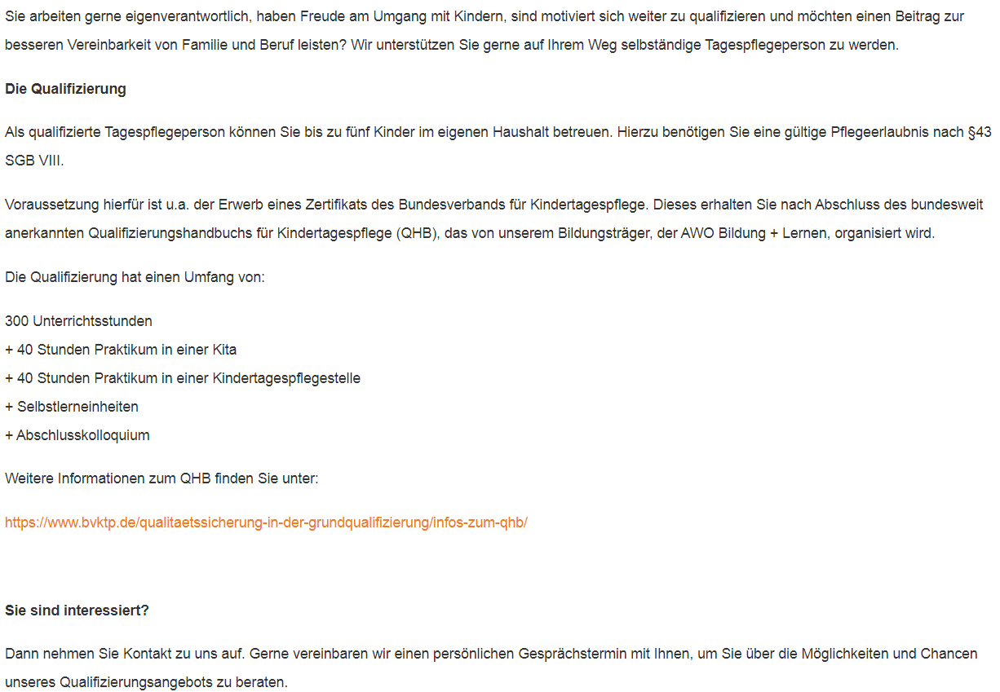 Sie arbeiten gerne eigenverantwortlich, haben Freude am Umgang mit Kindern, sind motiviert sich weiter zu qualifizieren und möchten einen Beitrag zur
besseren Vereinbarkeit von Familie und Beruf leisten? Wir unterstützen Sie gerne auf Ihrem Weg selbständige Tagespflegeperson zu werden.
Die Qualifizierung
Als qualifizierte Tagespflegeperson können Sie bis zu fünf Kinder im eigenen Haushalt betreuen. Hierzu benötigen Sie eine gültige Pflegeerlaubnis nach §43
SGB VIII.
Voraussetzung hierfür ist u.a. der Erwerb eines Zertifikats des Bundesverbands für Kindertagespflege. Dieses erhalten Sie nach Abschluss des bundesweit
anerkannten Qualifizierungshandbuchs für Kindertagespflege (QHB), das von unserem Bildungsträger, der AWO Bildung + Lernen, organisiert wird.
Die Qualifizierung hat einen Umfang von:
300 Unterrichtsstunden
+ 40 Stunden Praktikum in einer Kita
+ 40 Stunden Praktikum in einer Kindertagespflegestelle
+ Selbstlerneinheiten
+ Abschlusskolloquium
Weitere Informationen zum QHB finden Sie unter:
https://www.bvktp.de/qualitaetssicherung-in-der-grundqualifizierung/infos-zum-qhb/
Sie sind interessiert?
Dann nehmen Sie Kontakt zu uns auf. Gerne vereinbaren wir einen persönlichen Gesprächstermin mit Ihnen, um Sie über die Möglichkeiten und Chancen
unseres Qualifizierungsangebots zu beraten.